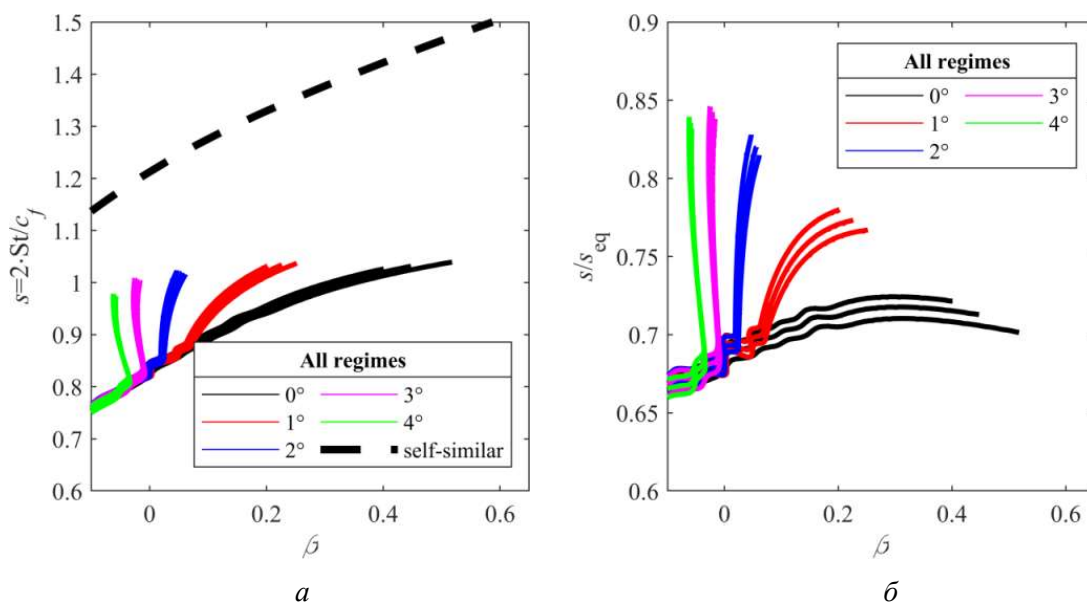 1.5
1.4
1.3
1.2
1.1
1
0.9
0.8
0.7
0.6
s=2·St/c_f
All regimes
0° 3°
1° 4°
2° self-similar
0 0.2 0.4 0.6
β
а
0.9
0.85
0.8
0.75
0.7
0.65
0.6
s/s_eq
All regimes
0° 3°
1° 4°
2°
0 0.2 0.4 0.6
β
б